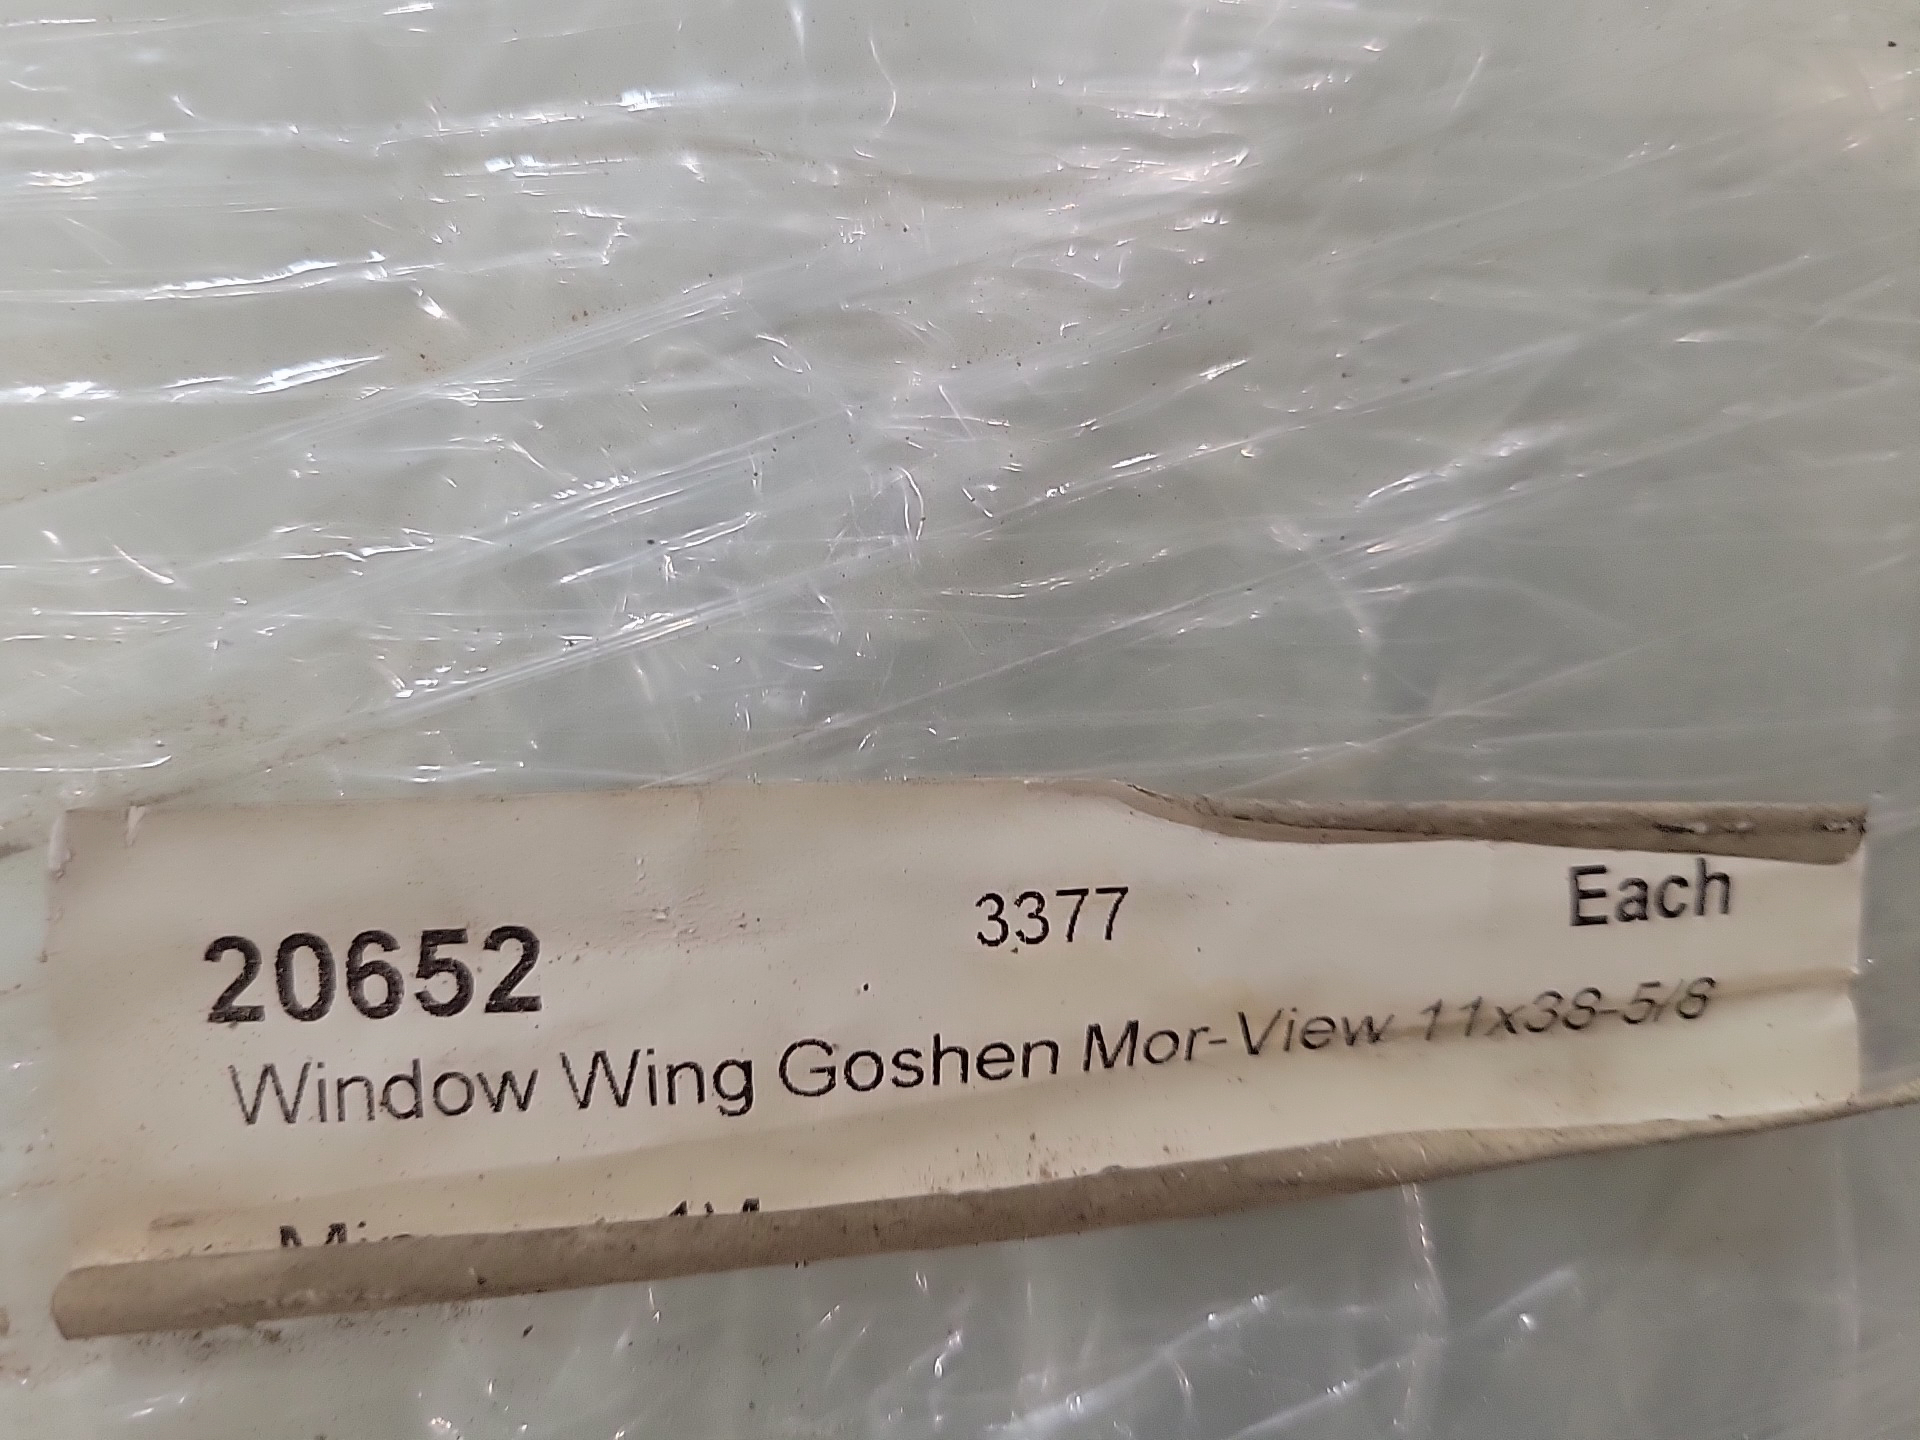 20652 3377 Each
Window Wing Goshen Mor-View 11x38-5/8